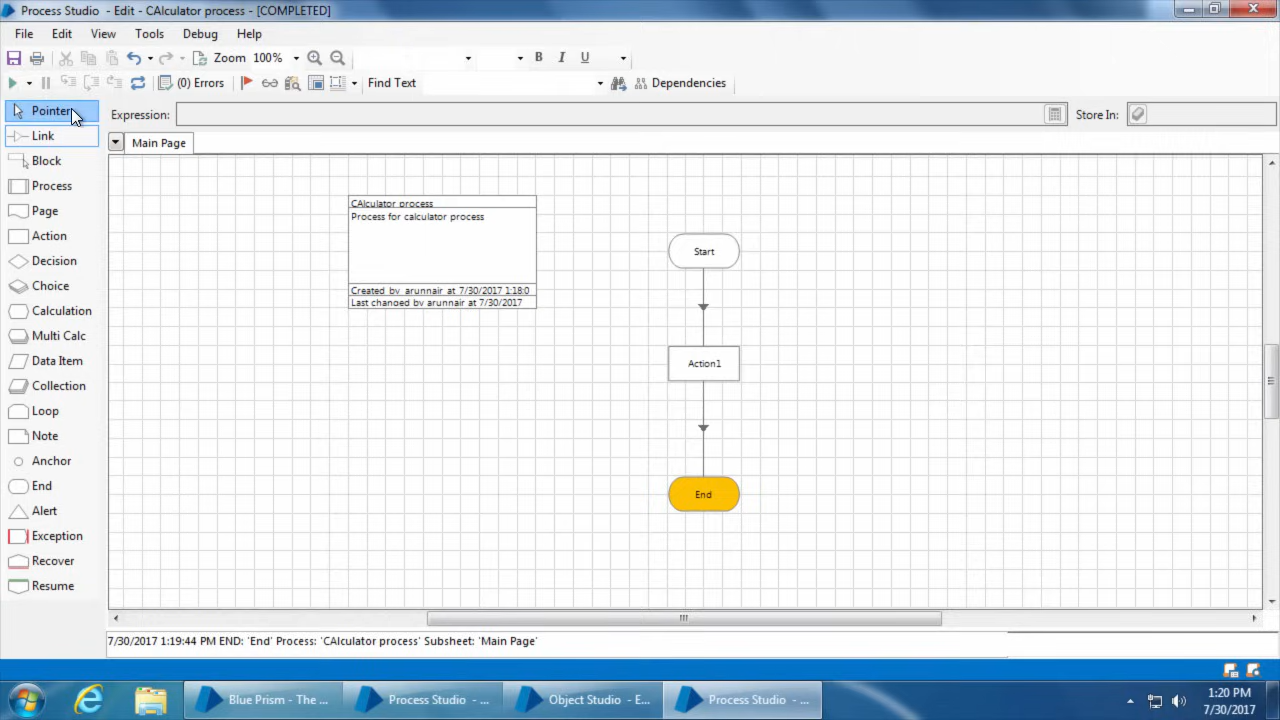 Process Studio - Edit - CAlculator process - [COMPLETED]
File Edit View Tools Debug Help
Zoom 100% B I U
(0) Errors Find Text Dependencies
Pointer
Link
Block
Process
Page
Action
Decision
Choice
Calculation
Multi Calc
Data Item
Collection
Loop
Note
Anchor
End
Alert
Exception
Recover
Resume
Expression: Store In:
Main Page
CAlculator process
Process for calculator process
Created by arunnair at 7/30/2017 1:18:0
Last changed by arunnair at 7/30/2017
Start
Action1
End
7/30/2017 1:19:44 PM END: 'End' Process: 'CAlculator process' Subsheet: 'Main Page'
Blue Prism - The ... Process Studio - ... Object Studio - E... Process Studio - ...
1:20 PM
7/30/2017